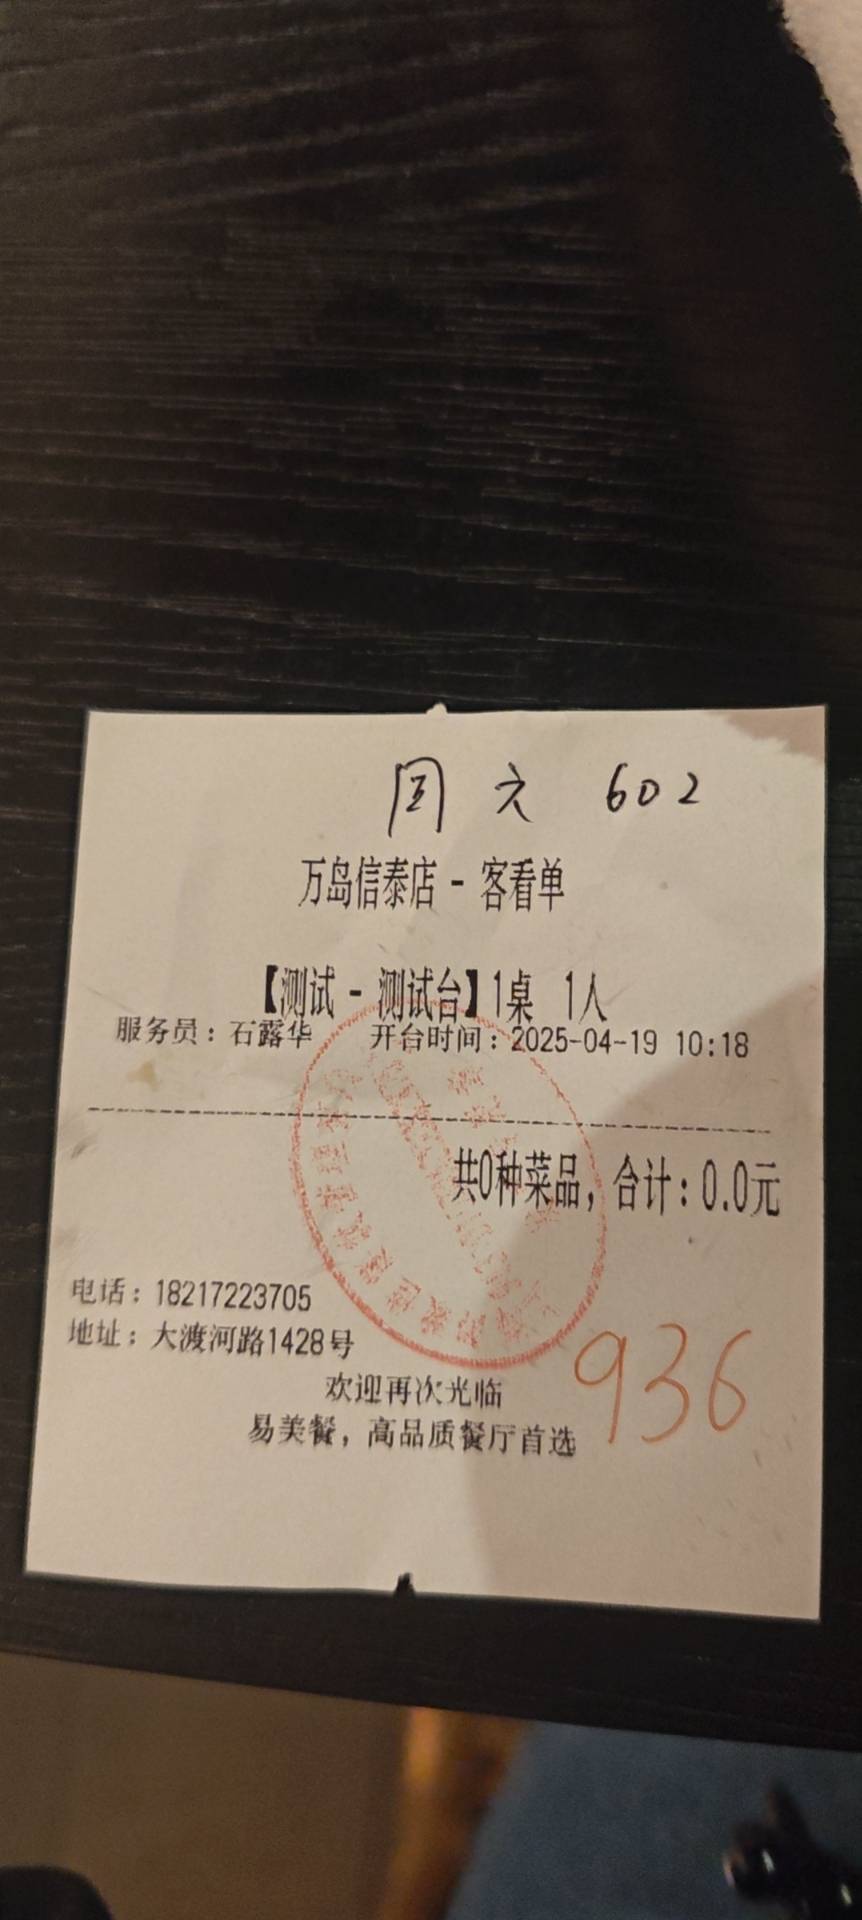 周六 602
万岛信泰店 - 客看单
【测试 - 测试台】1桌 1人
服务员：石露华 开台时间：2025-04-19 10:18
共0种菜品，合计：0.0元
电话：18217223705
地址：大渡河路1428号
936
欢迎再次光临
易美餐，高品质餐厅首选